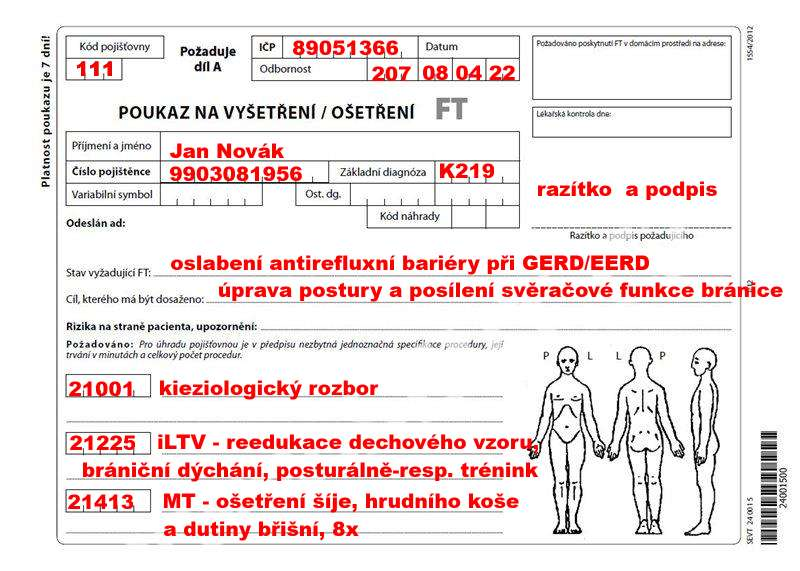 Platnost poukazu je 7 dní!
Kód pojišťovny
111
Požaduje
díl A
IČP 89051366 Datum
Odbornost 207 08 04 22
POUKAZ NA VYŠETŘENÍ / OŠETŘENÍ FT
Požadováno poskytnutí FT v domácím prostředí na adrese:
Lékařská kontrola dne:
Příjmení a jméno Jan Novák
Číslo pojištěnce 9903081956 Základní diagnóza K219
Variabilní symbol Ost. dg.
Kód náhrady
Odeslán ad:
razítko a podpis
Razítko a podpis požadujícího
Stav vyžadující FT: oslabení antirefluxní bariéry při GERD/EERD
Cíl, kterého má být dosaženo: úprava postury a posílení svěračové funkce bránice
Rizika na straně pacienta, upozornění:
Požadováno: Pro úhradu pojišťovnou je v předpisu nezbytná jednoznačná specifikace procedury, její
trvání v minutách a celkový počet procedur.
P L L P
21001 kieziologický rozbor
21225 iLTV - reedukace dechového vzoru,
brániční dýchání, posturálně-resp. trénink
21413 MT - ošetření šíje, hrudního koše
a dutiny břišní, 8x
1554/2012
SEVT 24 001 5
24001500